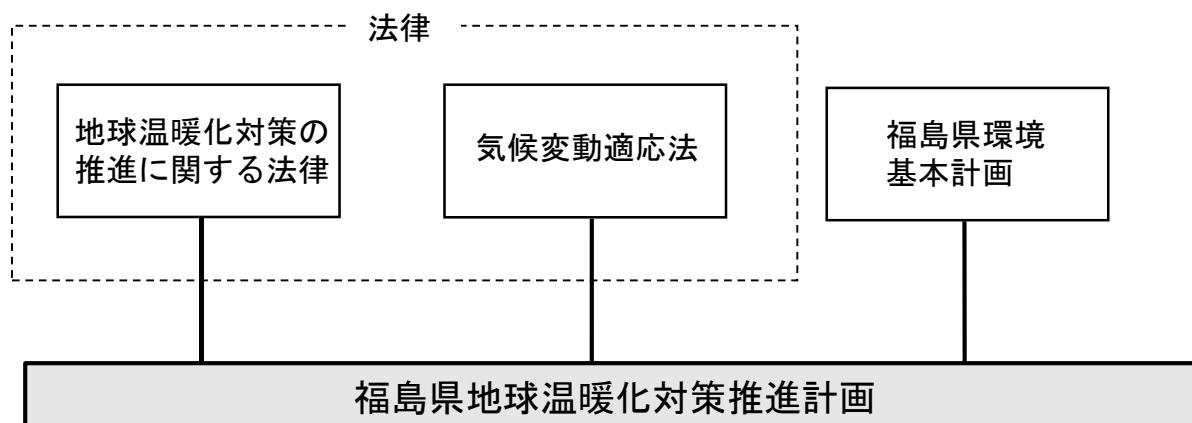 法律
地球温暖化対策の
推進に関する法律
気候変動適応法
福島県環境
基本計画
福島県地球温暖化対策推進計画